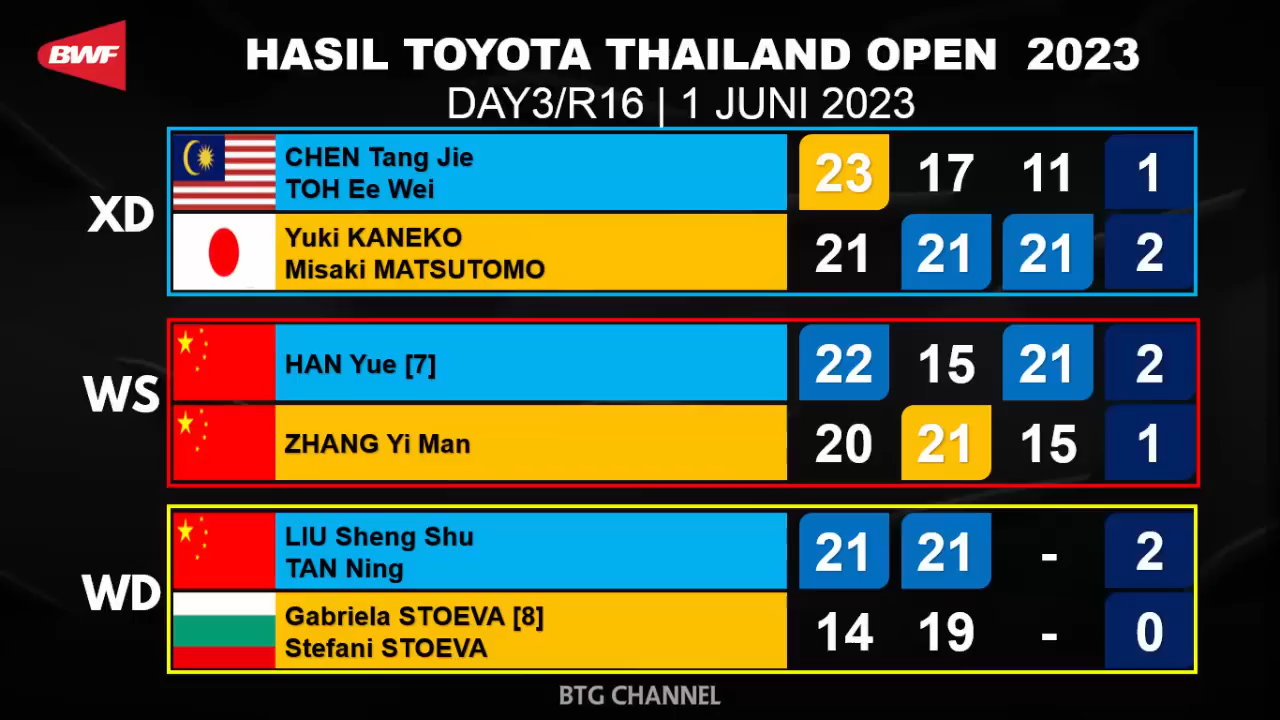 BWF
HASIL TOYOTA THAILAND OPEN 2023
DAY3/R16 | 1 JUNI 2023
XD
CHEN Tang Jie
TOH Ee Wei
23 17 11 1
Yuki KANEKO
Misaki MATSUTOMO
21 21 21 2
WS
HAN Yue [7]
22 15 21 2
ZHANG Yi Man
20 21 15 1
WD
LIU Sheng Shu
TAN Ning
21 21 - 2
Gabriela STOEVA [8]
Stefani STOEVA
14 19 - 0
BTG CHANNEL